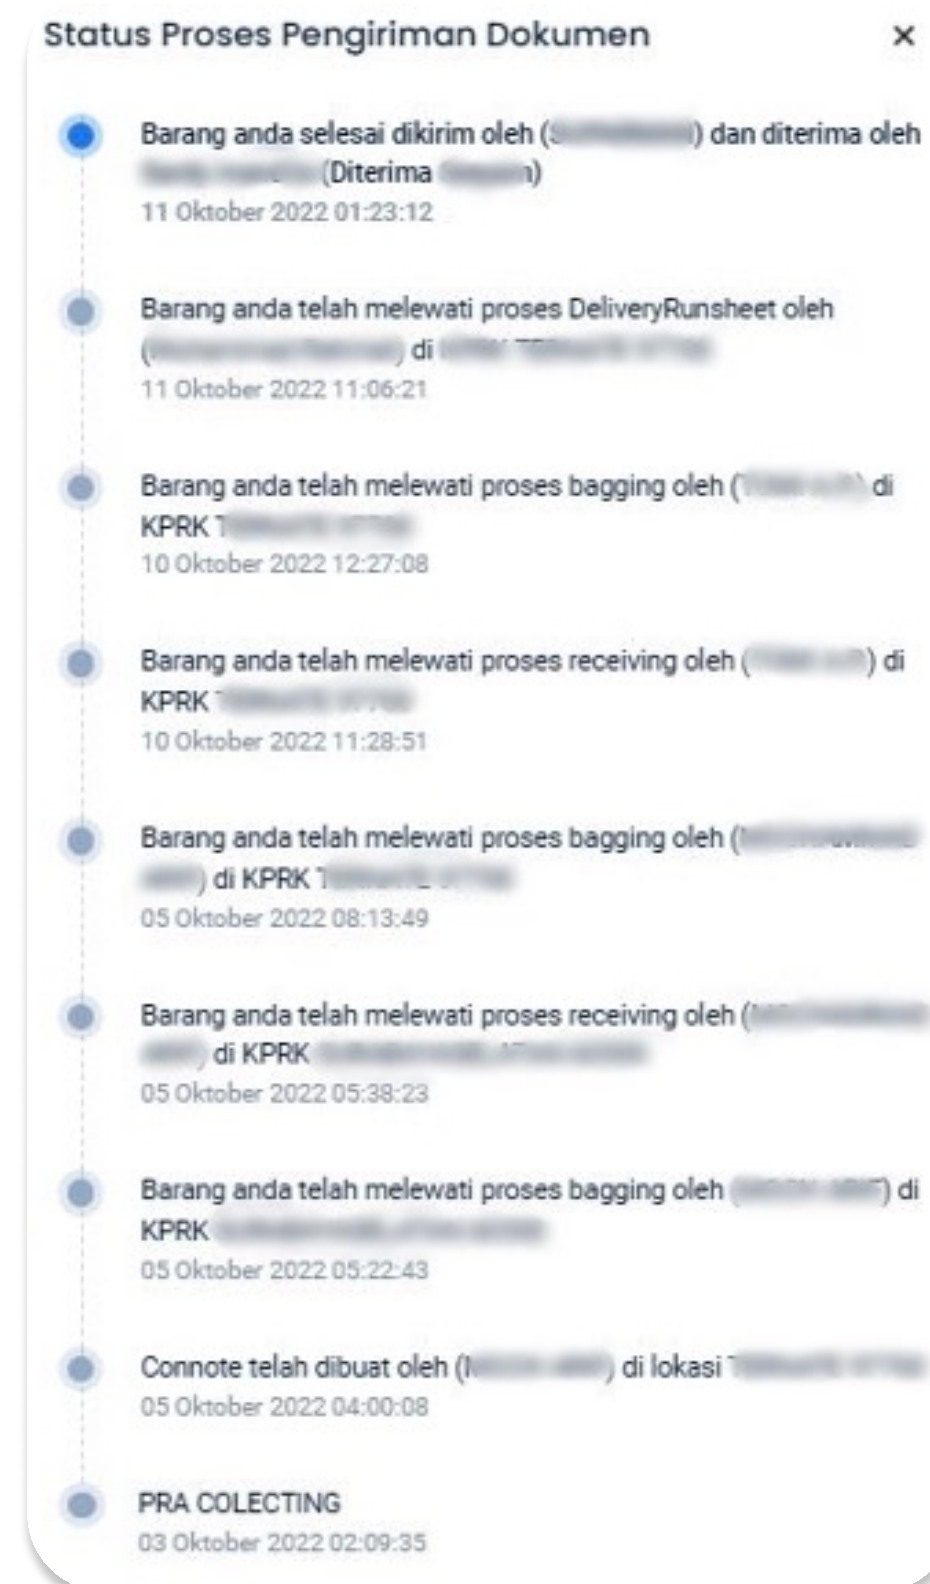 Status Proses Pengiriman Dokumen
Barang anda selesai dikirim oleh ( ) dan diterima oleh
(Diterima )
11 Oktober 2022 01:23:12
Barang anda telah melewati proses DeliveryRunsheet oleh
( ) di
11 Oktober 2022 11:06:21
Barang anda telah melewati proses bagging oleh ( ) di
KPRK
10 Oktober 2022 12:27:08
Barang anda telah melewati proses receiving oleh ( ) di
KPRK
10 Oktober 2022 11:28:51
Barang anda telah melewati proses bagging oleh (
) di KPRK
05 Oktober 2022 08:13:49
Barang anda telah melewati proses receiving oleh (
) di KPRK
05 Oktober 2022 05:38:23
Barang anda telah melewati proses bagging oleh ( ) di
KPRK
05 Oktober 2022 05:22:43
Connote telah dibuat oleh ( ) di lokasi
05 Oktober 2022 04:00:08
PRA COLECTING
03 Oktober 2022 02:09:35